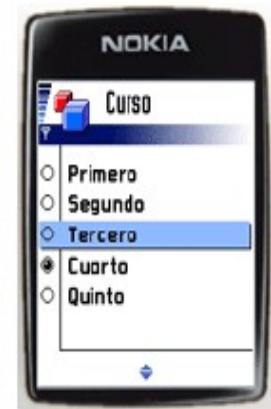 NOKIA
Curso
Primero
Segundo
Tercero
Cuarto
Quinto